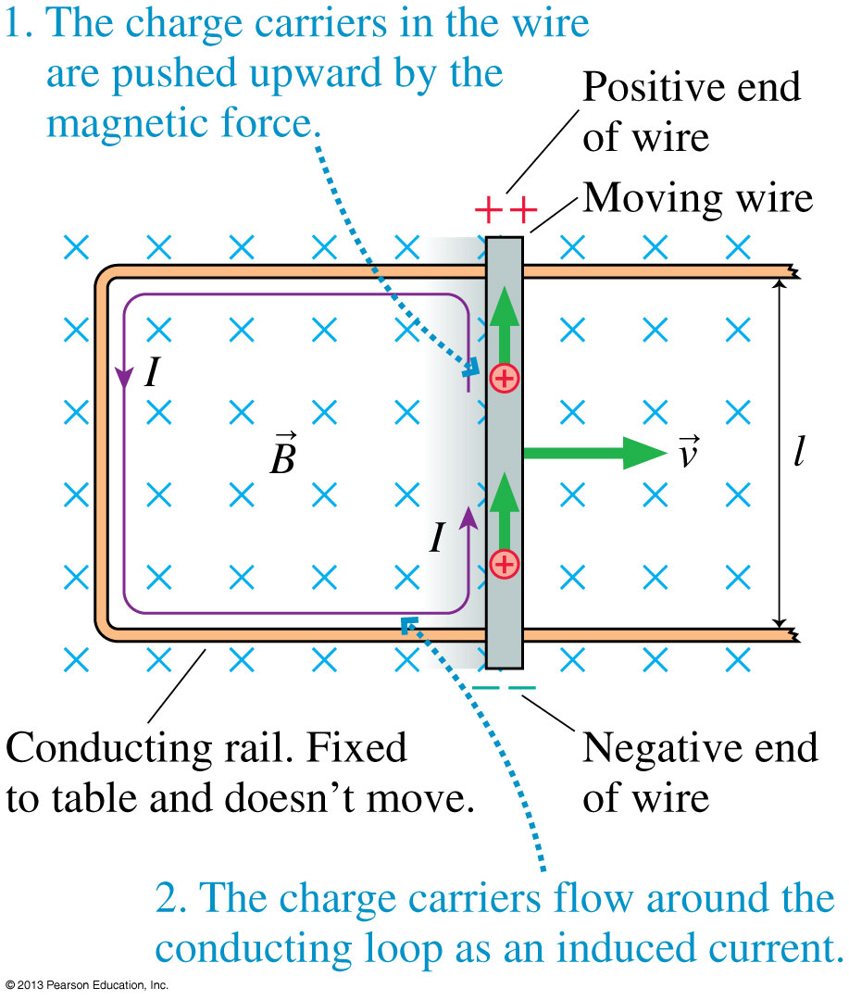 1. The charge carriers in the wire
are pushed upward by the
magnetic force.
Positive end
of wire
Moving wire
I
B
v
l
I
Conducting rail. Fixed
to table and doesn’t move.
Negative end
of wire
2. The charge carriers flow around the
conducting loop as an induced current.
© 2013 Pearson Education, Inc.